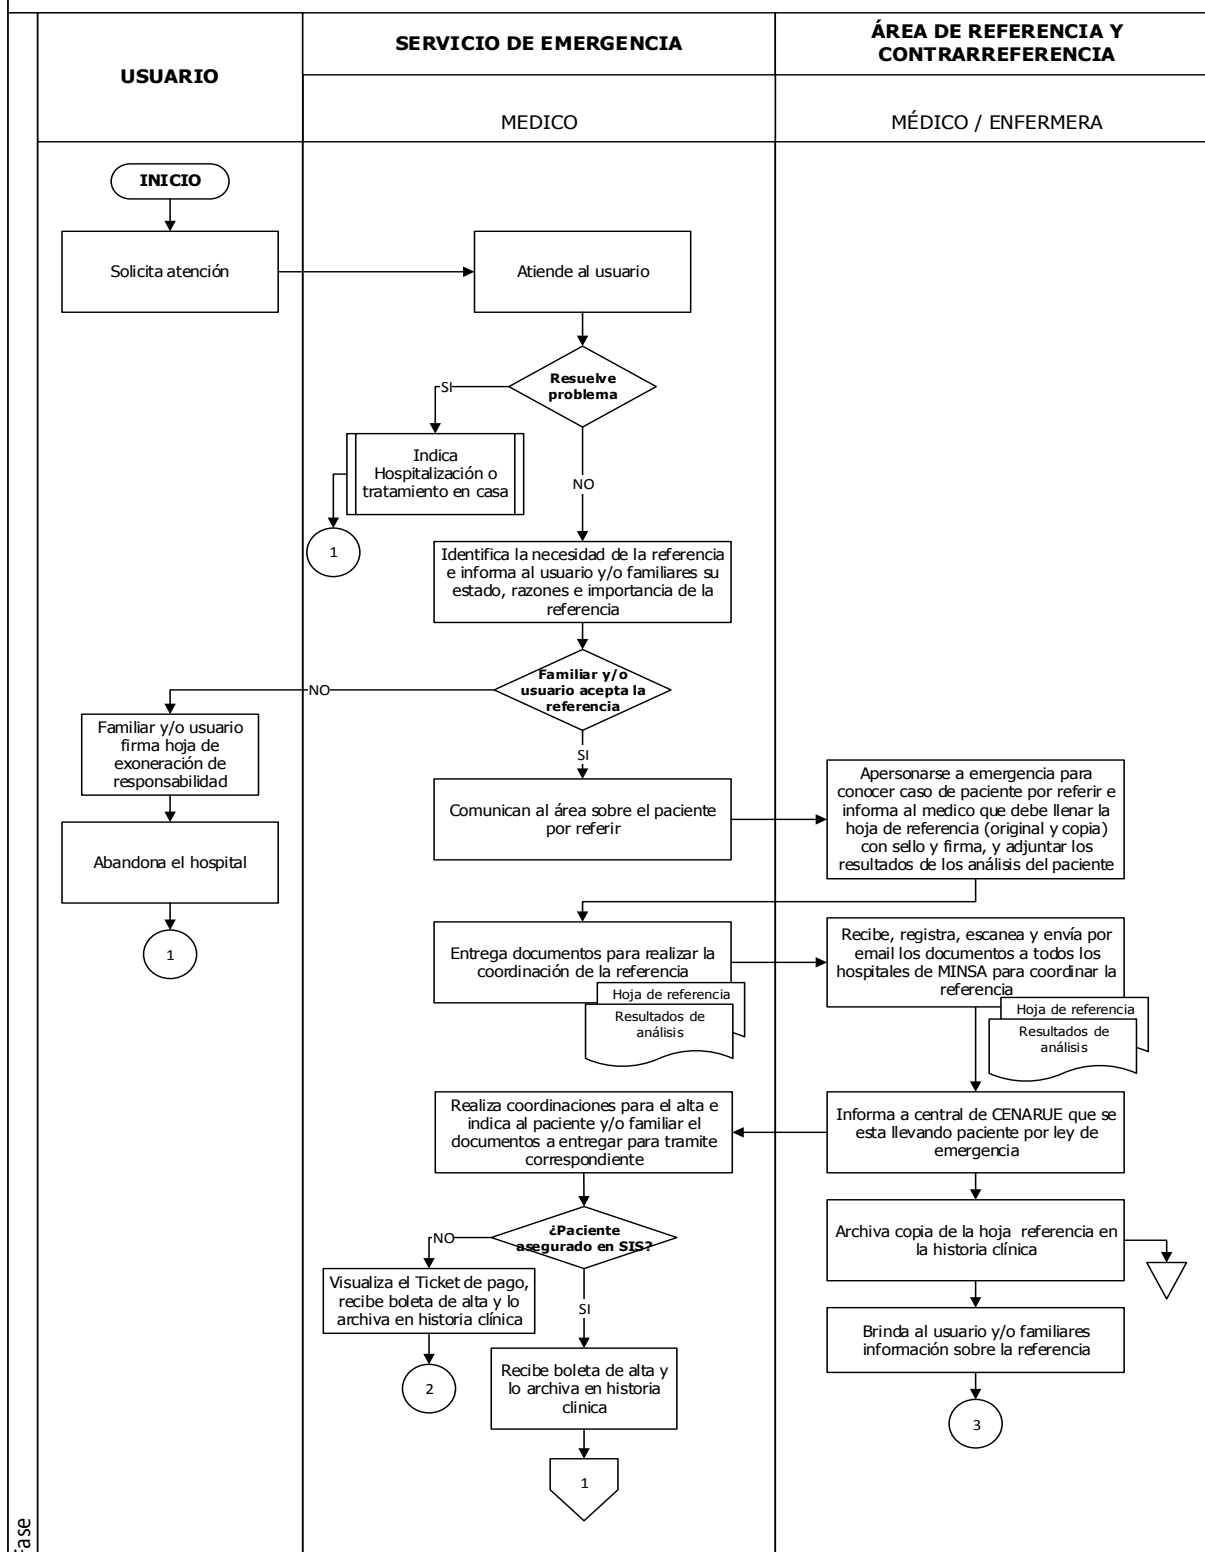 USUARIO
SERVICIO DE EMERGENCIA
ÁREA DE REFERENCIA Y
CONTRARREFERENCIA
MEDICO
MÉDICO / ENFERMERA
INICIO
Solicita atención
Atiende al usuario
Resuelve
problema
SI
Indica
Hospitalización o
tratamiento en casa
NO
1
Identifica la necesidad de la referencia
e informa al usuario y/o familiares su
estado, razones e importancia de la
referencia
Familiar y/o
usuario acepta la
referencia
NO
Familiar y/o usuario
firma hoja de
exoneración de
responsabilidad
SI
Abandona el hospital
1
Comunican al área sobre el paciente
por referir
Apersonarse a emergencia para
conocer caso de paciente por referir e
informa al medico que debe llenar la
hoja de referencia (original y copia)
con sello y firma, y adjuntar los
resultados de los análisis del paciente
Entrega documentos para realizar la
coordinación de la referencia
Hoja de referencia
Resultados de
análisis
Recibe, registra, escanea y envía por
email los documentos a todos los
hospitales de MINSA para coordinar la
referencia
Hoja de referencia
Resultados de
análisis
Realiza coordinaciones para el alta e
indica al paciente y/o familiar el
documentos a entregar para tramite
correspondiente
Informa a central de CENARUE que se
esta llevando paciente por ley de
emergencia
¿Paciente
asegurado en SIS?
NO
Visualiza el Ticket de pago,
recibe boleta de alta y lo
archiva en historia clínica
2
SI
Recibe boleta de alta y
lo archiva en historia
clinica
1
Archiva copia de la hoja referencia en
la historia clínica
Brinda al usuario y/o familiares
información sobre la referencia
3